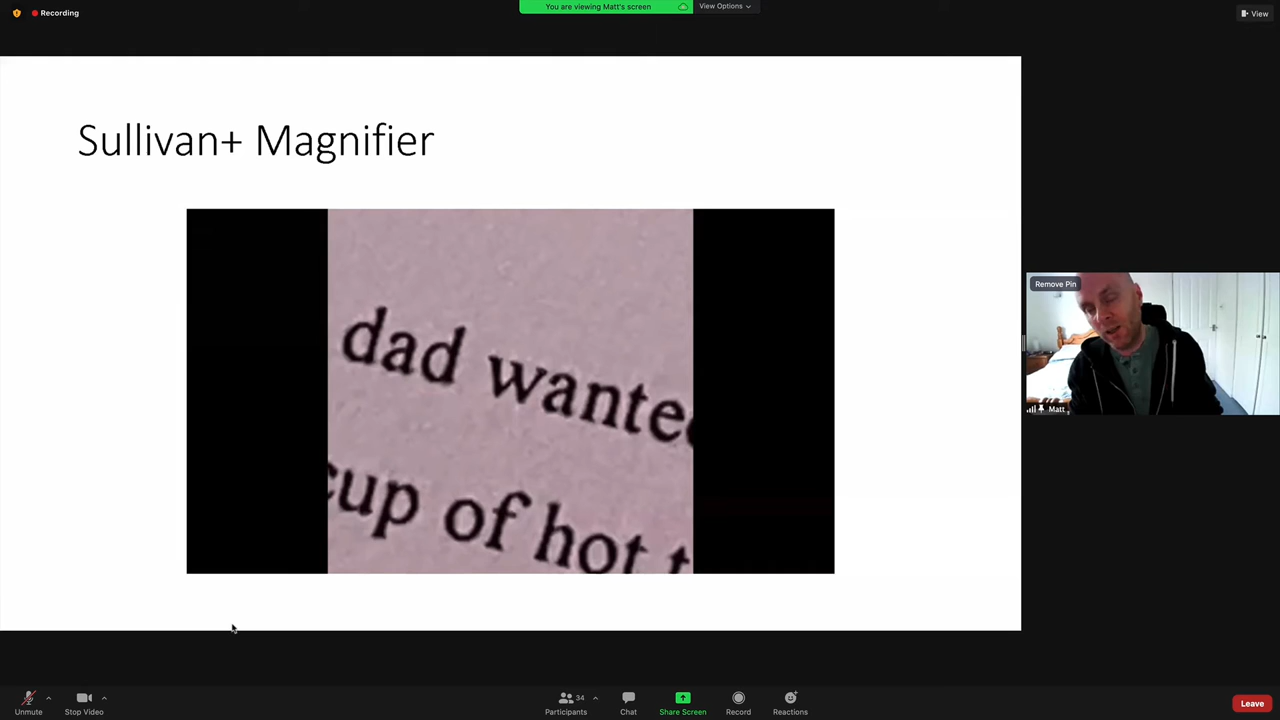 Recording
You are viewing Matt's screen
View Options
View
Sullivan+ Magnifier
dad wante
cup of hot t
Remove Pin
Matt
Unmute
Stop Video
34
Participants
Chat
Share Screen
Record
Reactions
Leave